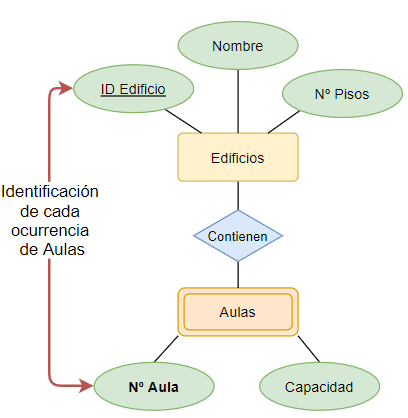 Nombre
ID Edificio
Nº Pisos
Edificios
Identificación
de cada
ocurrencia
de Aulas
Contienen
Aulas
Nº Aula
Capacidad